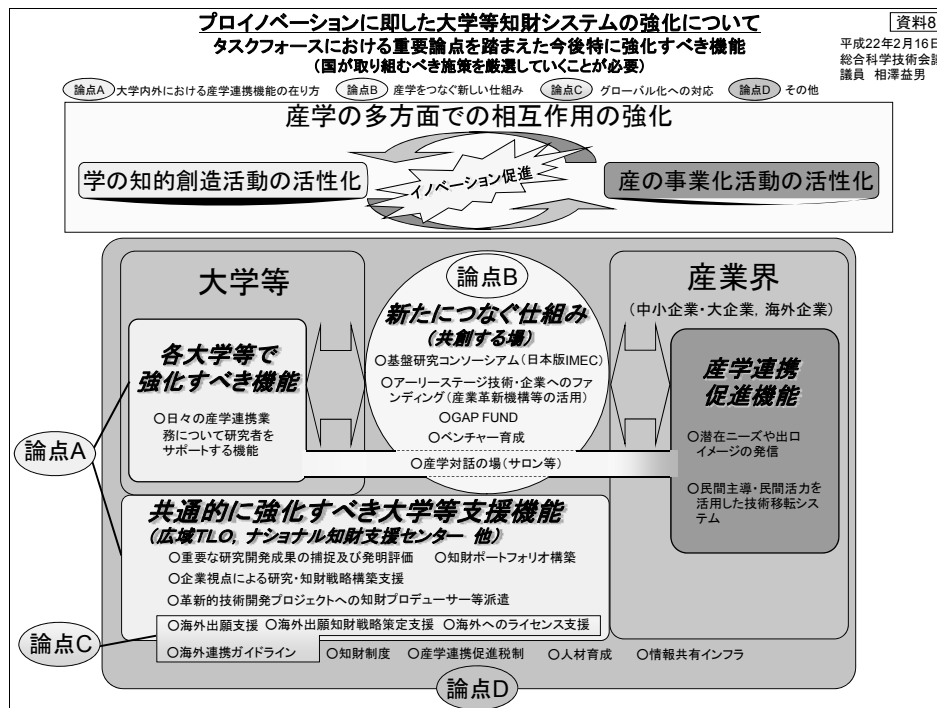 プロイノベーションに即した大学等知財システムの強化について
資料8
タスクフォースにおける重要論点を踏まえた今後特に強化すべき機能
(国が取り組むべき施策を厳選していくことが必要)
平成22年2月16日
総合科学技術会議
議員 相澤益男
論点A 大学内外における産学連携機能の在り方 論点B 産学をつなぐ新しい仕組み 論点C グローバル化への対応 論点D その他
産学の多方面での相互作用の強化
学の知的創造活動の活性化
イノベーション促進
産の事業化活動の活性化
大学等
論点B
産業界
(中小企業・大企業, 海外企業)
新たにつなぐ仕組み
(共創する場)
○基盤研究コンソーシアム(日本版IMEC)
○アーリーステージ技術・企業へのファ
ンディング(産業革新機構等の活用)
○GAP FUND
○ベンチャー育成
○産学対話の場(サロン等)
各大学等で
強化すべき機能
○日々の産学連携業
務について研究者を
サポートする機能
産学連携
促進機能
○潜在ニーズや出口
イメージの発信
○民間主導・民間活力を
活用した技術移転シス
テム
論点A
共通的に強化すべき大学等支援機能
(広域TLO, ナショナル知財支援センター 他)
○重要な研究開発成果の捕捉及び発明評価 ○知財ポートフォリオ構築
○企業視点による研究・知財戦略構築支援
○革新的技術開発プロジェクトへの知財プロデューサー等派遣
論点C
○海外出願支援 ○海外出願知財戦略策定支援 ○海外へのライセンス支援
○海外連携ガイドライン ○知財制度 ○産学連携促進税制 ○人材育成 ○情報共有インフラ
論点D